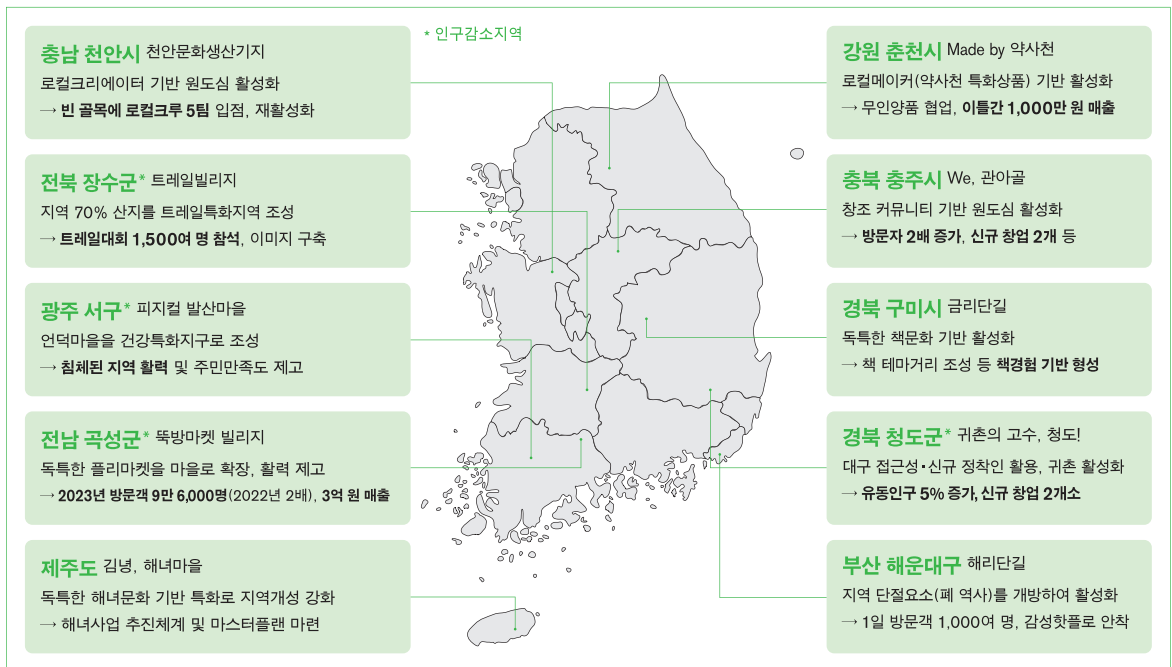 * 인구감소지역
충남 천안시 천안문화생산기지
로컬크리에이터 기반 원도심 활성화
→ 빈 골목에 로컬크루 5팀 입점, 재활성화
전북 장수군* 트레일빌리지
지역 70% 산지를 트레일특화지역 조성
→ 트레일대회 1,500여 명 참석, 이미지 구축
광주 서구* 피지컬 발산마을
언덕마을을 건강특화지구로 조성
→ 침체된 지역 활력 및 주민만족도 제고
전남 곡성군* 뚝방마켓 빌리지
독특한 플리마켓을 마을로 확장, 활력 제고
→ 2023년 방문객 9만 6,000명(2022년 2배), 3억 원 매출
제주도 김녕, 해녀마을
독특한 해녀문화 기반 특화로 지역개성 강화
→ 해녀사업 추진체계 및 마스터플랜 마련
강원 춘천시 Made by 약사천
로컬메이커(약사천 특화상품) 기반 활성화
→ 무인양품 협업, 이틀간 1,000만 원 매출
충북 충주시 We, 관아골
창조 커뮤니티 기반 원도심 활성화
→ 방문자 2배 증가, 신규 창업 2개 등
경북 구미시 금리단길
독특한 책문화 기반 활성화
→ 책 테마거리 조성 등 책경험 기반 형성
경북 청도군* 귀촌의 고수, 청도!
대구 접근성·신규 정착인 활용, 귀촌 활성화
→ 유동인구 5% 증가, 신규 창업 2개소
부산 해운대구 해리단길
지역 단절요소(폐 역사)를 개방하여 활성화
→ 1일 방문객 1,000여 명, 감성핫플로 안착